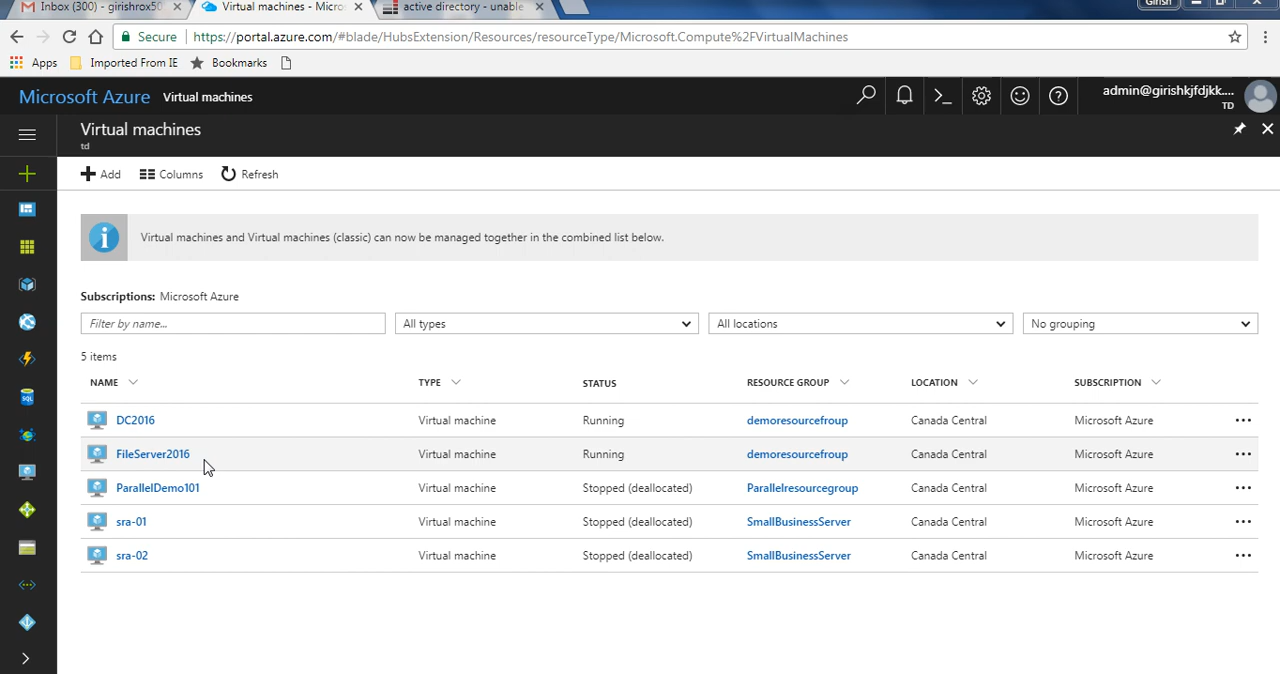 Inbox (300) - girishrox50
Virtual machines - Micros
active directory - unable
Girish
Secure https://portal.azure.com/#blade/HubsExtension/Resources/resourceType/Microsoft.Compute%2FVirtualMachines
Apps Imported From IE Bookmarks
Microsoft Azure Virtual machines
admin@girishkjfdjkk....
TD
Virtual machines
td
Add Columns Refresh
Virtual machines and Virtual machines (classic) can now be managed together in the combined list below.
Subscriptions: Microsoft Azure
Filter by name... All types All locations No grouping
5 items
NAME TYPE STATUS RESOURCE GROUP LOCATION SUBSCRIPTION
DC2016 Virtual machine Running demoresourcefroup Canada Central Microsoft Azure ...
FileServer2016 Virtual machine Running demoresourcefroup Canada Central Microsoft Azure ...
ParallelDemo101 Virtual machine Stopped (deallocated) Parallelresourcegroup Canada Central Microsoft Azure ...
sra-01 Virtual machine Stopped (deallocated) SmallBusinessServer Canada Central Microsoft Azure ...
sra-02 Virtual machine Stopped (deallocated) SmallBusinessServer Canada Central Microsoft Azure ...
SQL